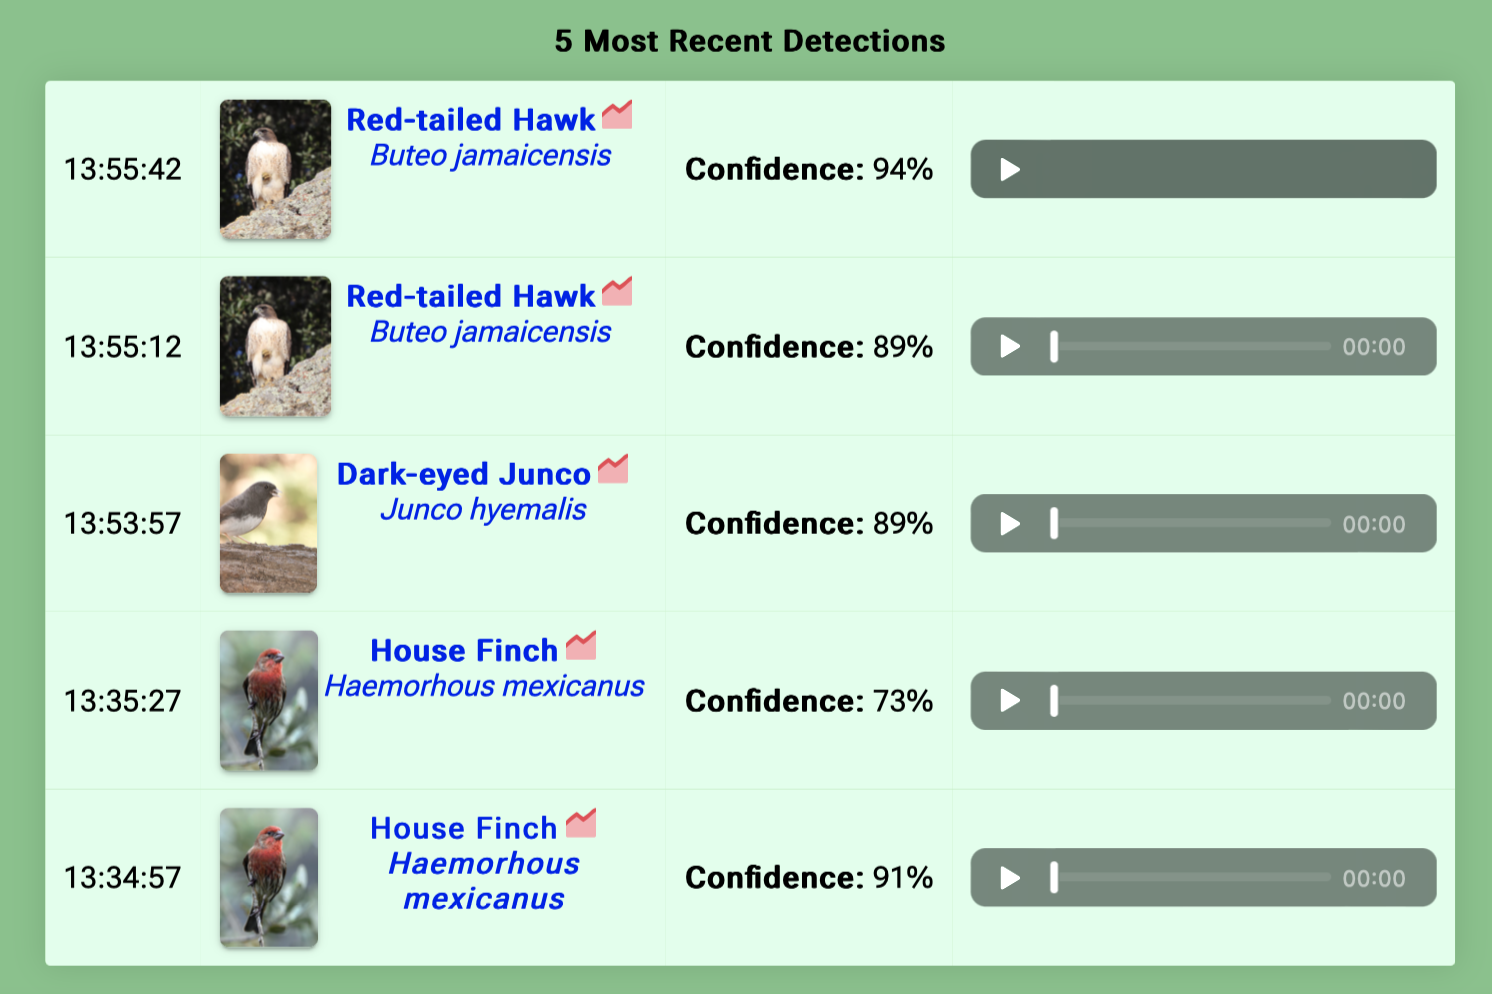 5 Most Recent Detections
13:55:42
Red-tailed Hawk
Buteo jamaicensis
Confidence: 94%
13:55:12
Red-tailed Hawk
Buteo jamaicensis
Confidence: 89%
00:00
13:53:57
Dark-eyed Junco
Junco hyemalis
Confidence: 89%
00:00
13:35:27
House Finch
Haemorhous mexicanus
Confidence: 73%
00:00
13:34:57
House Finch
Haemorhous
mexicanus
Confidence: 91%
00:00